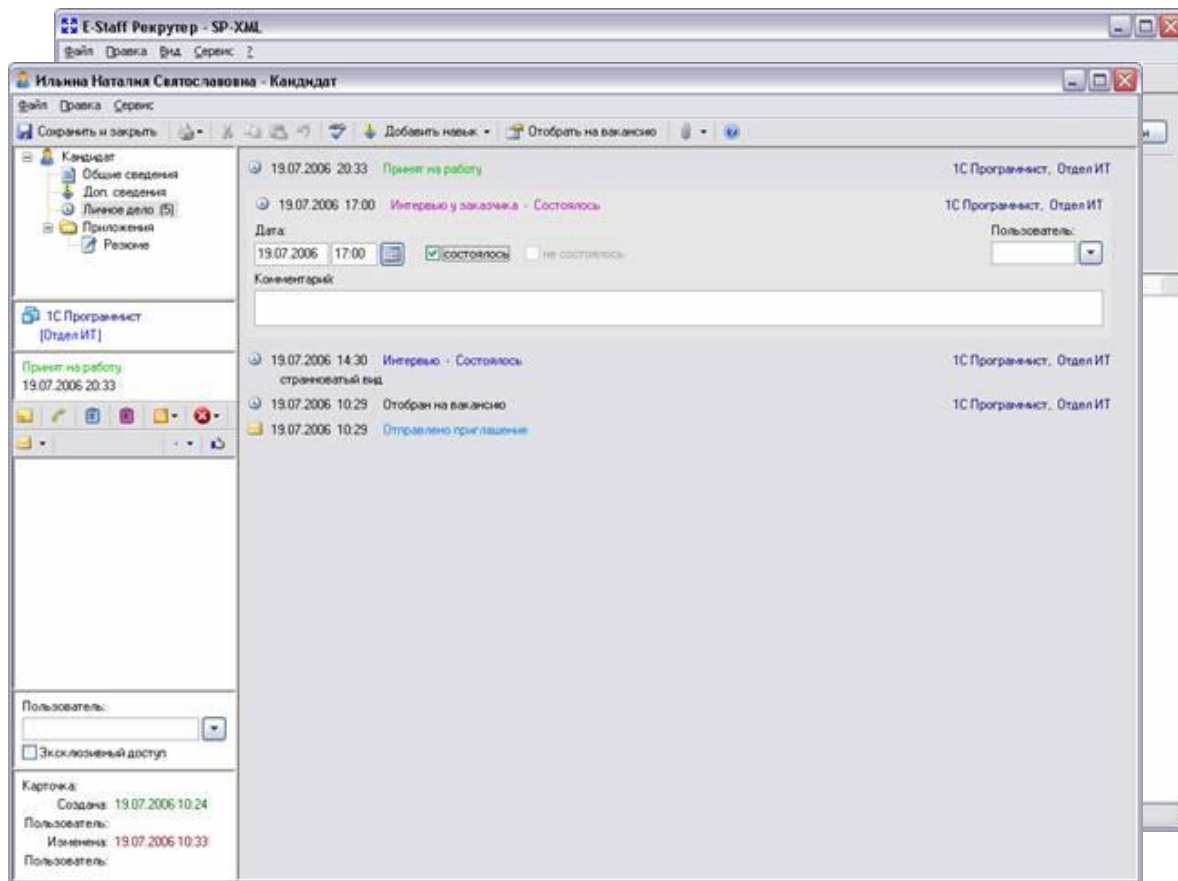 E-Staff Рекрутер - SP-XML
Файл Правка Вид Сервис ?
Ильина Наталия Святославовна - Кандидат
Файл Правка Сервис
Сохранить и закрыть Добавить навык Отобрать на вакансию
Кандидат
Общие сведения
Доп. сведения
Личное дело (5)
Приложения
Резюме
1С Программист
[Отдел ИТ]
Принят на работу
19.07.2006 20:33
Пользователь:
Эксклюзивный доступ
Карточка:
Создана: 19.07.2006 10:24
Пользователь:
Изменена: 19.07.2006 10:33
Пользователь:
19.07.2006 20:33 Принят на работу 1С Программист, Отдел ИТ
19.07.2006 17:00 Интервью у заказчика - Состоялось 1С Программист, Отдел ИТ
Дата: Пользователь:
19.07.2006 17:00 состоялось не состоялось
Комментарий:
19.07.2006 14:30 Интервью - Состоялось 1С Программист, Отдел ИТ
странноватый вид
19.07.2006 10:29 Отобран на вакансию 1С Программист, Отдел ИТ
19.07.2006 10:29 Отправлено приглашение